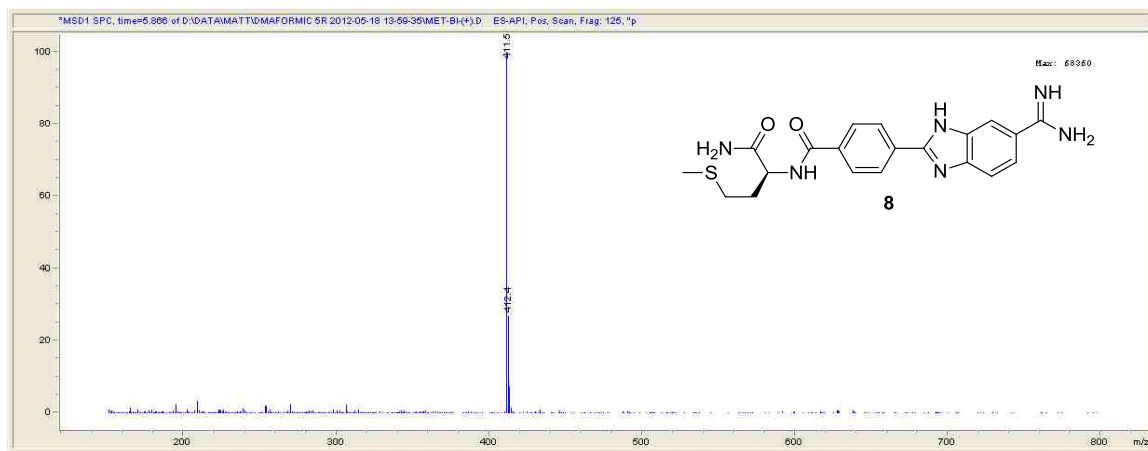 *MSD1 SPC, time=5.866 of D:\DATA\MATT\DMAFORMIC 5R 2012-05-18 13-59-35\MET-BI-(+).D ES-API, Pos, Scan, Frag: 125, "p
100
80
60
40
20
0
411.5
412.4
Max: 68360
H2N
O
O
S
NH
H
N
N
NH
NH2
8
200
300
400
500
600
700
800
m/z